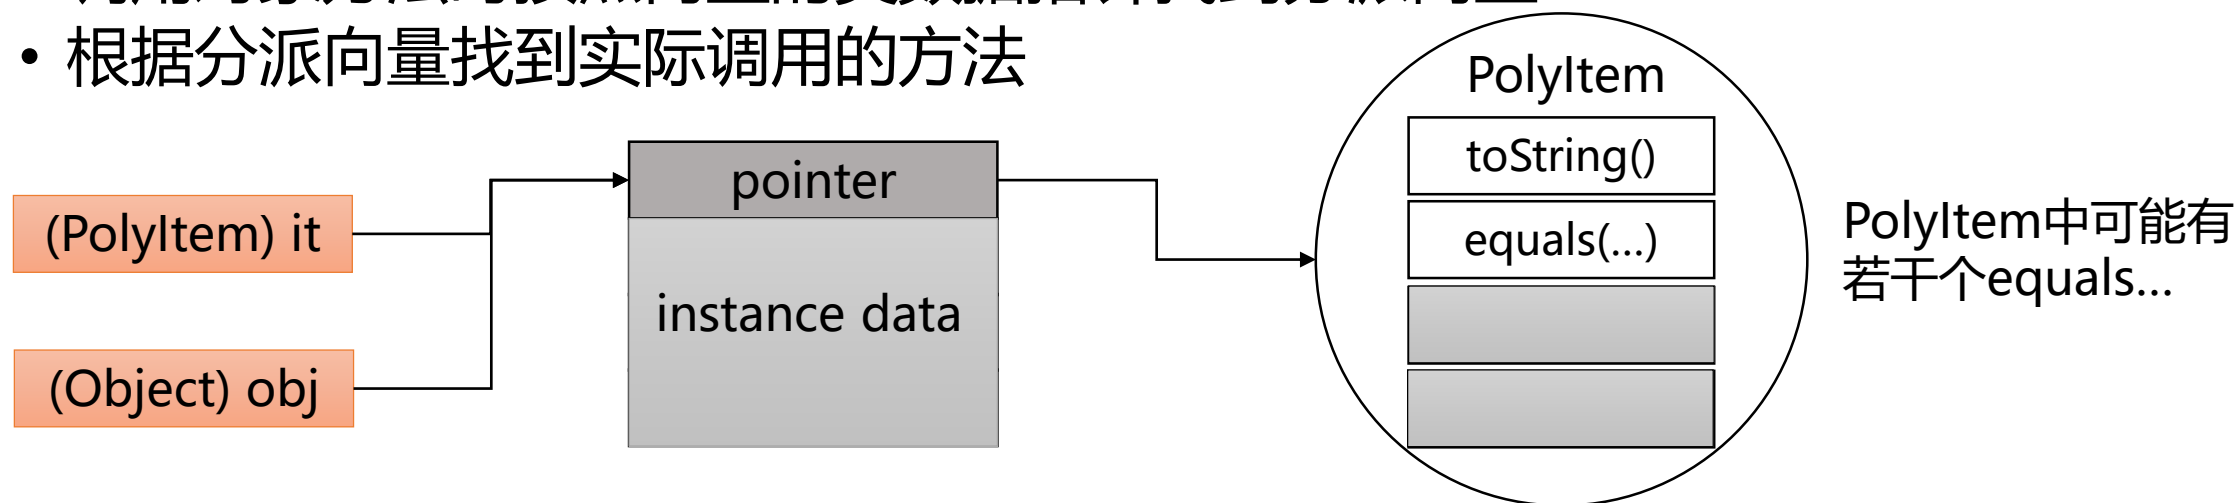 • 根据分派向量找到实际调用的方法
PolyItem
toString()
pointer
(PolyItem) it
equals(...)
PolyItem中可能有
若干个equals...
instance data
(Object) obj